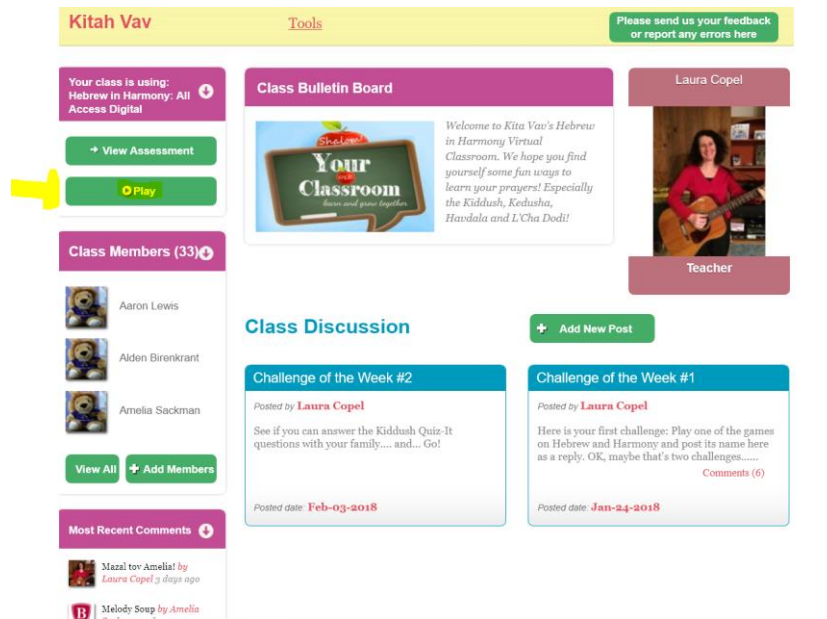 Kitah Vav
Tools
Please send us your feedback
or report any errors here
Your class is using:
Hebrew in Harmony: All
Access Digital
View Assessment
Play
Class Members (33)
Aaron Lewis
Alden Birenkrant
Amelia Sackman
View All
Add Members
Most Recent Comments
Mazal tov Amelia! by
Laura Copel 3 days ago
Melody Soup by Amelia
Class Bulletin Board
Shalom!
Your
Classroom
learn and grow together
Welcome to Kita Vav's Hebrew
in Harmony Virtual
Classroom. We hope you find
yourself some fun ways to
learn your prayers! Especially
the Kiddush, Kedusha,
Havdala and L'Cha Dodi!
Laura Copel
Teacher
Class Discussion
Add New Post
Challenge of the Week #2
Posted by Laura Copel
See if you can answer the Kiddush Quiz-It
questions with your family.... and... Go!
Posted date: Feb-03-2018
Challenge of the Week #1
Posted by Laura Copel
Here is your first challenge: Play one of the games
on Hebrew and Harmony and post its name here
as a reply. OK, maybe that's two challenges......
Comments (6)
Posted date: Jan-24-2018